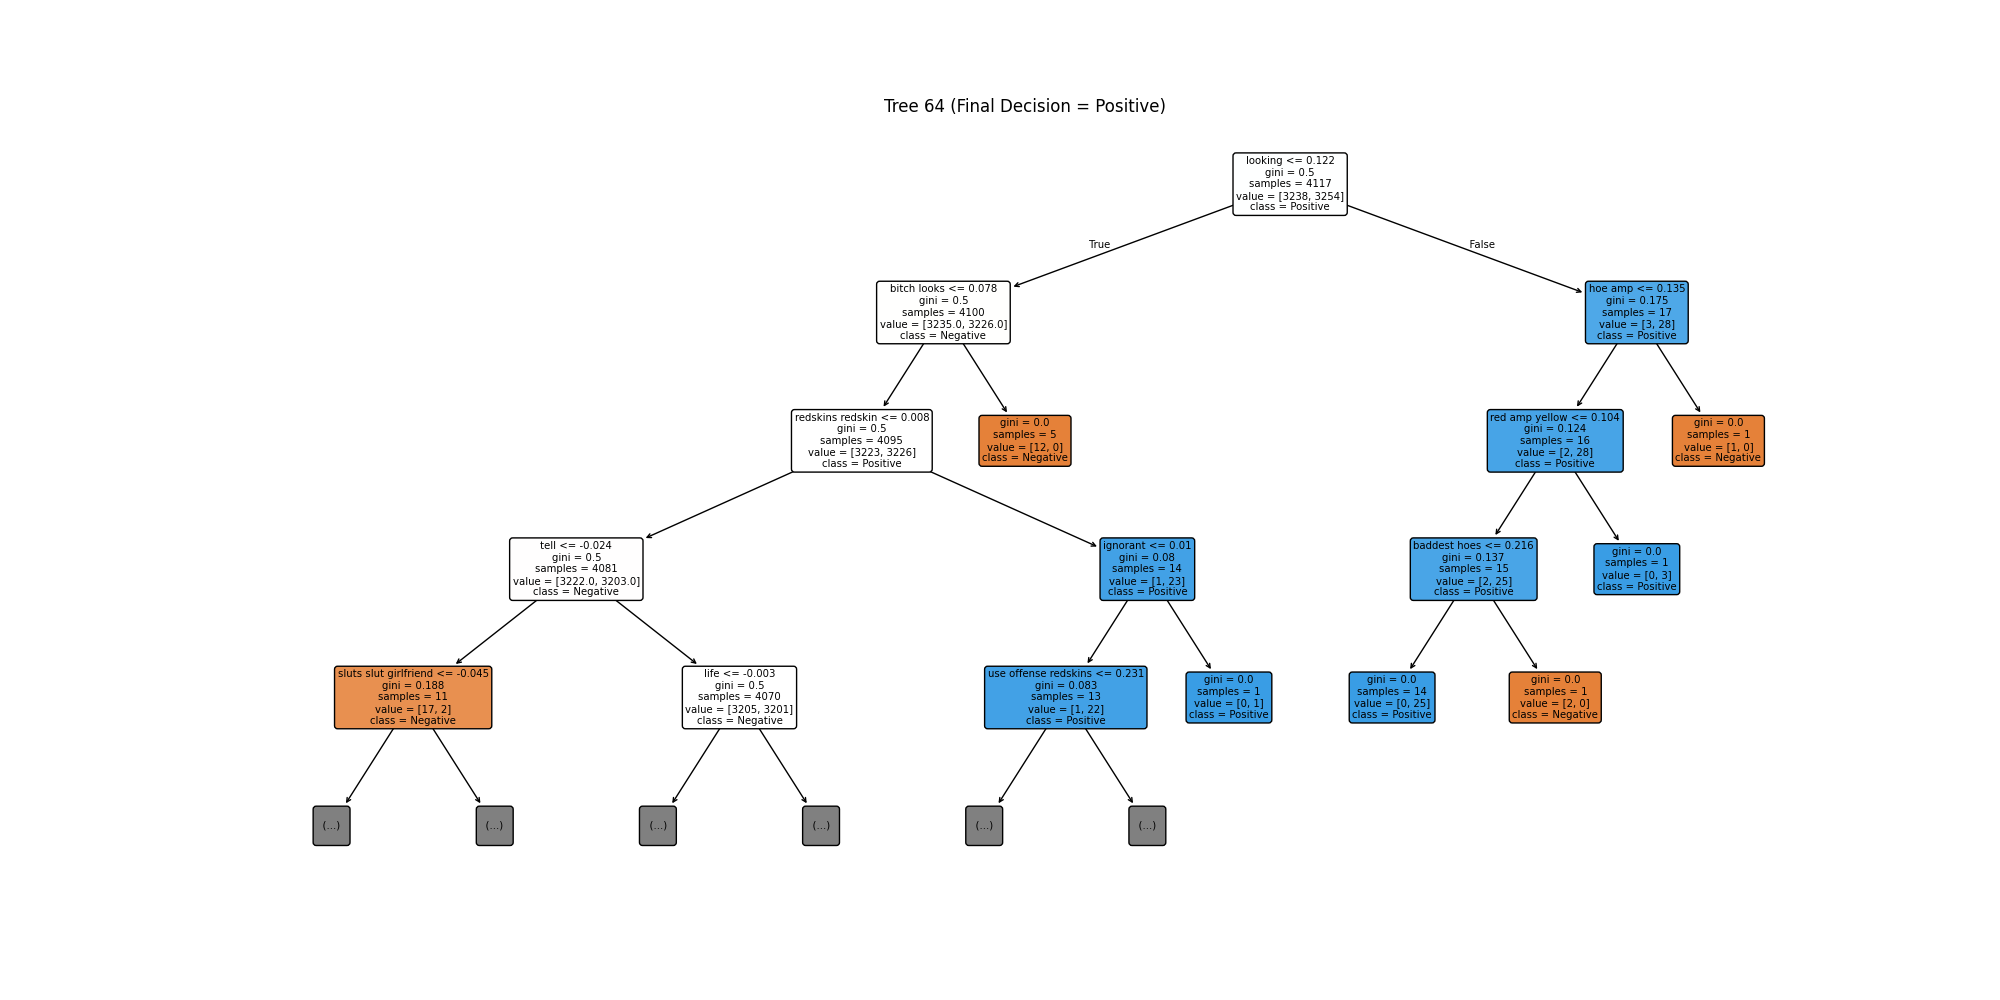 Tree 64 (Final Decision = Positive)
looking <= 0.122
gini = 0.5
samples = 4117
value = [3238, 3254]
class = Positive
True
False
bitch looks <= 0.078
gini = 0.5
samples = 4100
value = [3235.0, 3226.0]
class = Negative
hoe amp <= 0.135
gini = 0.175
samples = 17
value = [3, 28]
class = Positive
redskins redskin <= 0.008
gini = 0.5
samples = 4095
value = [3223, 3226]
class = Positive
gini = 0.0
samples = 5
value = [12, 0]
class = Negative
red amp yellow <= 0.104
gini = 0.124
samples = 16
value = [2, 28]
class = Positive
gini = 0.0
samples = 1
value = [1, 0]
class = Negative
tell <= -0.024
gini = 0.5
samples = 4081
value = [3222.0, 3203.0]
class = Negative
ignorant <= 0.01
gini = 0.08
samples = 14
value = [1, 23]
class = Positive
baddest hoes <= 0.216
gini = 0.137
samples = 15
value = [2, 25]
class = Positive
gini = 0.0
samples = 1
value = [0, 3]
class = Positive
sluts slut girlfriend <= -0.045
gini = 0.188
samples = 11
value = [17, 2]
class = Negative
life <= -0.003
gini = 0.5
samples = 4070
value = [3205, 3201]
class = Negative
use offense redskins <= 0.231
gini = 0.083
samples = 13
value = [1, 22]
class = Positive
gini = 0.0
samples = 1
value = [0, 1]
class = Positive
gini = 0.0
samples = 14
value = [0, 25]
class = Positive
gini = 0.0
samples = 1
value = [2, 0]
class = Negative
(...)
(...)
(...)
(...)
(...)
(...)